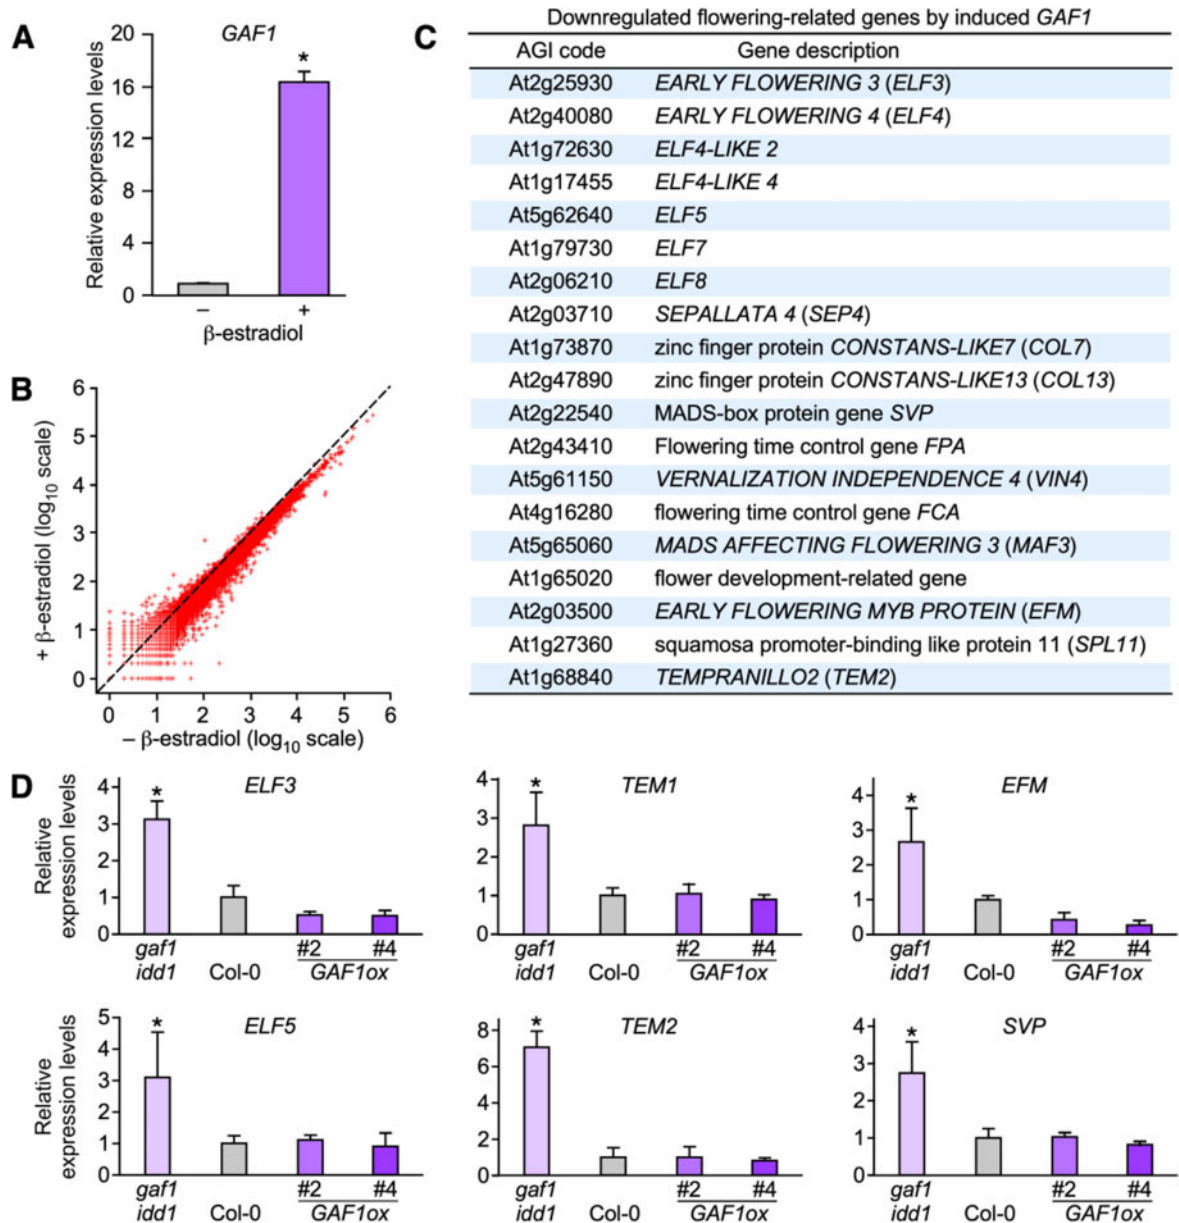 A
GAF1
Relative expression levels
20
16
12
8
4
0
*
–
+
β-estradiol
B
+ β-estradiol (log10 scale)
6
5
4
3
2
1
0
0 1 2 3 4 5 6
– β-estradiol (log10 scale)
C
Downregulated flowering-related genes by induced GAF1
AGI code Gene description
At2g25930 EARLY FLOWERING 3 (ELF3)
At2g40080 EARLY FLOWERING 4 (ELF4)
At1g72630 ELF4-LIKE 2
At1g17455 ELF4-LIKE 4
At5g62640 ELF5
At1g79730 ELF7
At2g06210 ELF8
At2g03710 SEPALLATA 4 (SEP4)
At1g73870 zinc finger protein CONSTANS-LIKE7 (COL7)
At2g47890 zinc finger protein CONSTANS-LIKE13 (COL13)
At2g22540 MADS-box protein gene SVP
At2g43410 Flowering time control gene FPA
At5g61150 VERNALIZATION INDEPENDENCE 4 (VIN4)
At4g16280 flowering time control gene FCA
At5g65060 MADS AFFECTING FLOWERING 3 (MAF3)
At1g65020 flower development-related gene
At2g03500 EARLY FLOWERING MYB PROTEIN (EFM)
At1g27360 squamosa promoter-binding like protein 11 (SPL11)
At1g68840 TEMPRANILLO2 (TEM2)
D
Relative
expression levels
ELF3
4
3
2
1
0
*
gaf1
idd1
Col-0
#2 #4
GAF1ox
TEM1
4
3
2
1
0
*
gaf1
idd1
Col-0
#2 #4
GAF1ox
EFM
4
3
2
1
0
*
gaf1
idd1
Col-0
#2 #4
GAF1ox
Relative
expression levels
ELF5
5
4
3
2
1
0
*
gaf1
idd1
Col-0
#2 #4
GAF1ox
TEM2
8
6
4
2
0
*
gaf1
idd1
Col-0
#2 #4
GAF1ox
SVP
4
3
2
1
0
*
gaf1
idd1
Col-0
#2 #4
GAF1ox